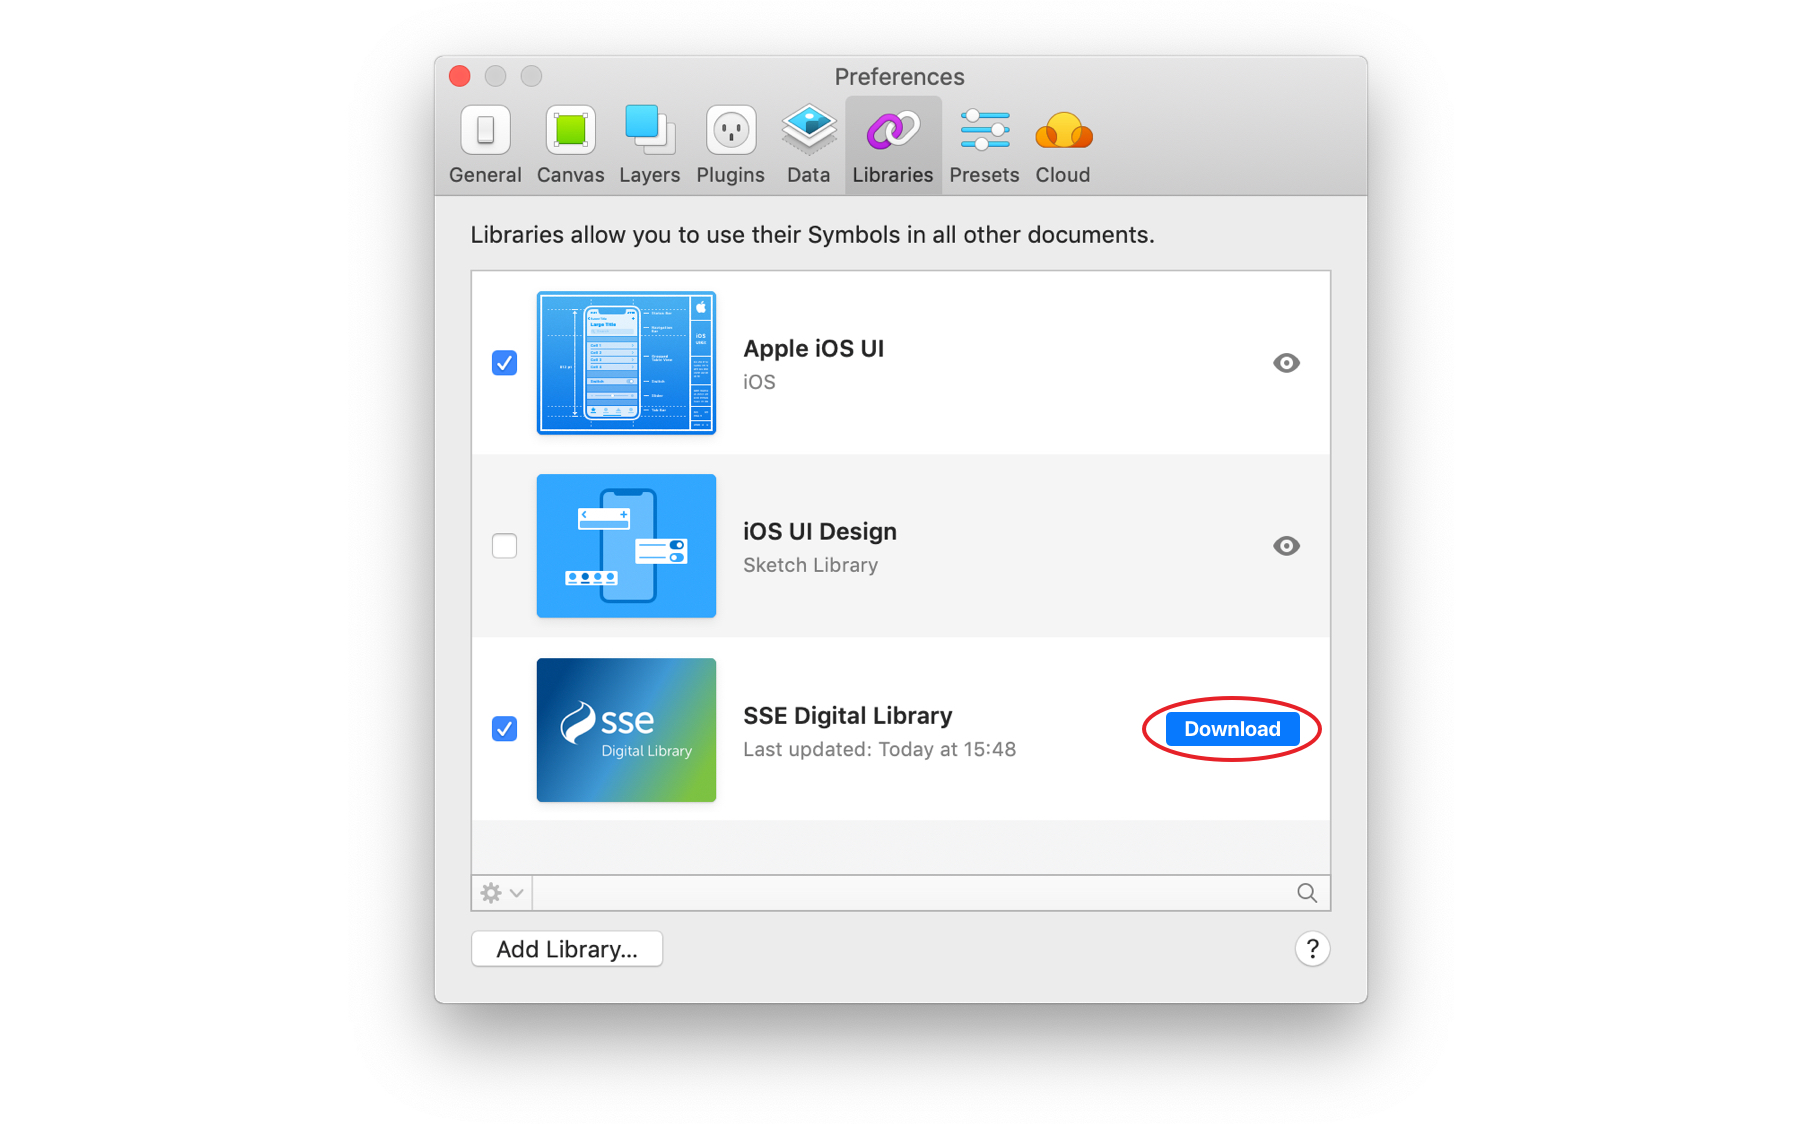 Preferences
General Canvas Layers Plugins Data Libraries Presets Cloud
Libraries allow you to use their Symbols in all other documents.
Large Title
Apple iOS UI
iOS
iOS UI Design
Sketch Library
sse
Digital Library
SSE Digital Library
Last updated: Today at 15:48
Download
Add Library...
?